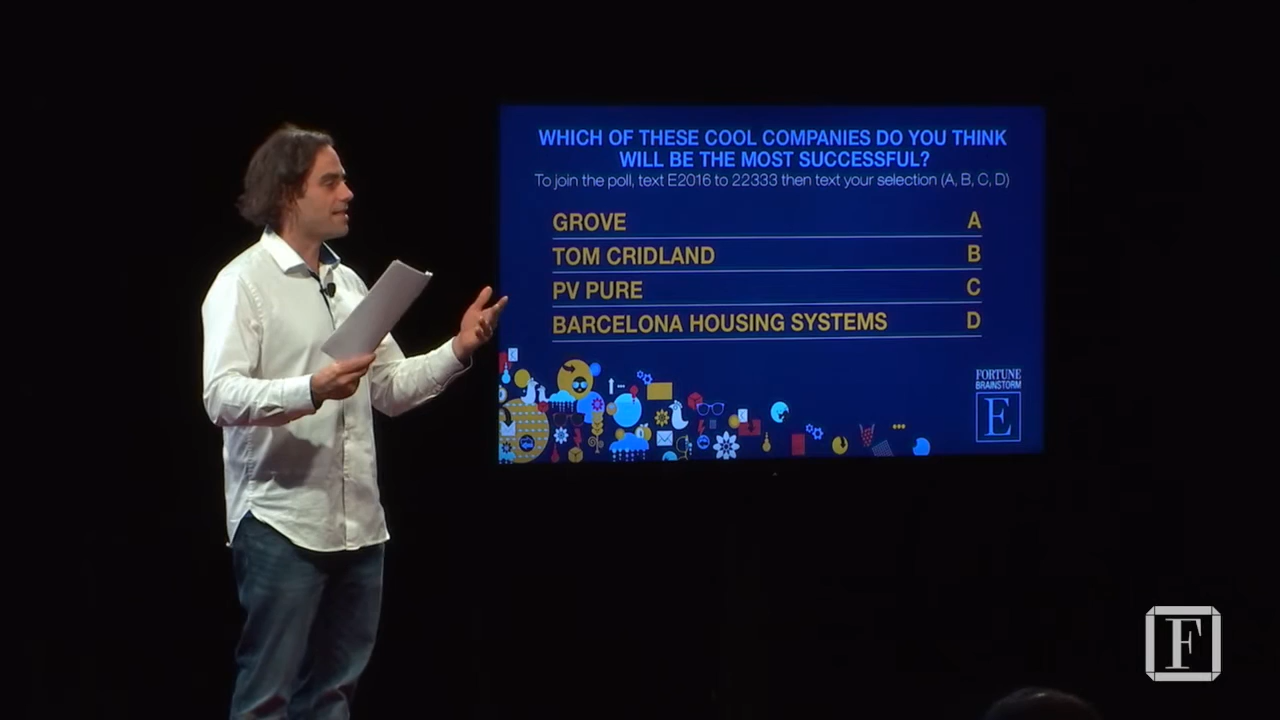 WHICH OF THESE COOL COMPANIES DO YOU THINK
WILL BE THE MOST SUCCESSFUL?
To join the poll, text E2016 to 22333 then text your selection (A, B, C, D)
GROVE A
TOM CRIDLAND B
PV PURE C
BARCELONA HOUSING SYSTEMS D
FORTUNE
BRAINSTORM
E
F